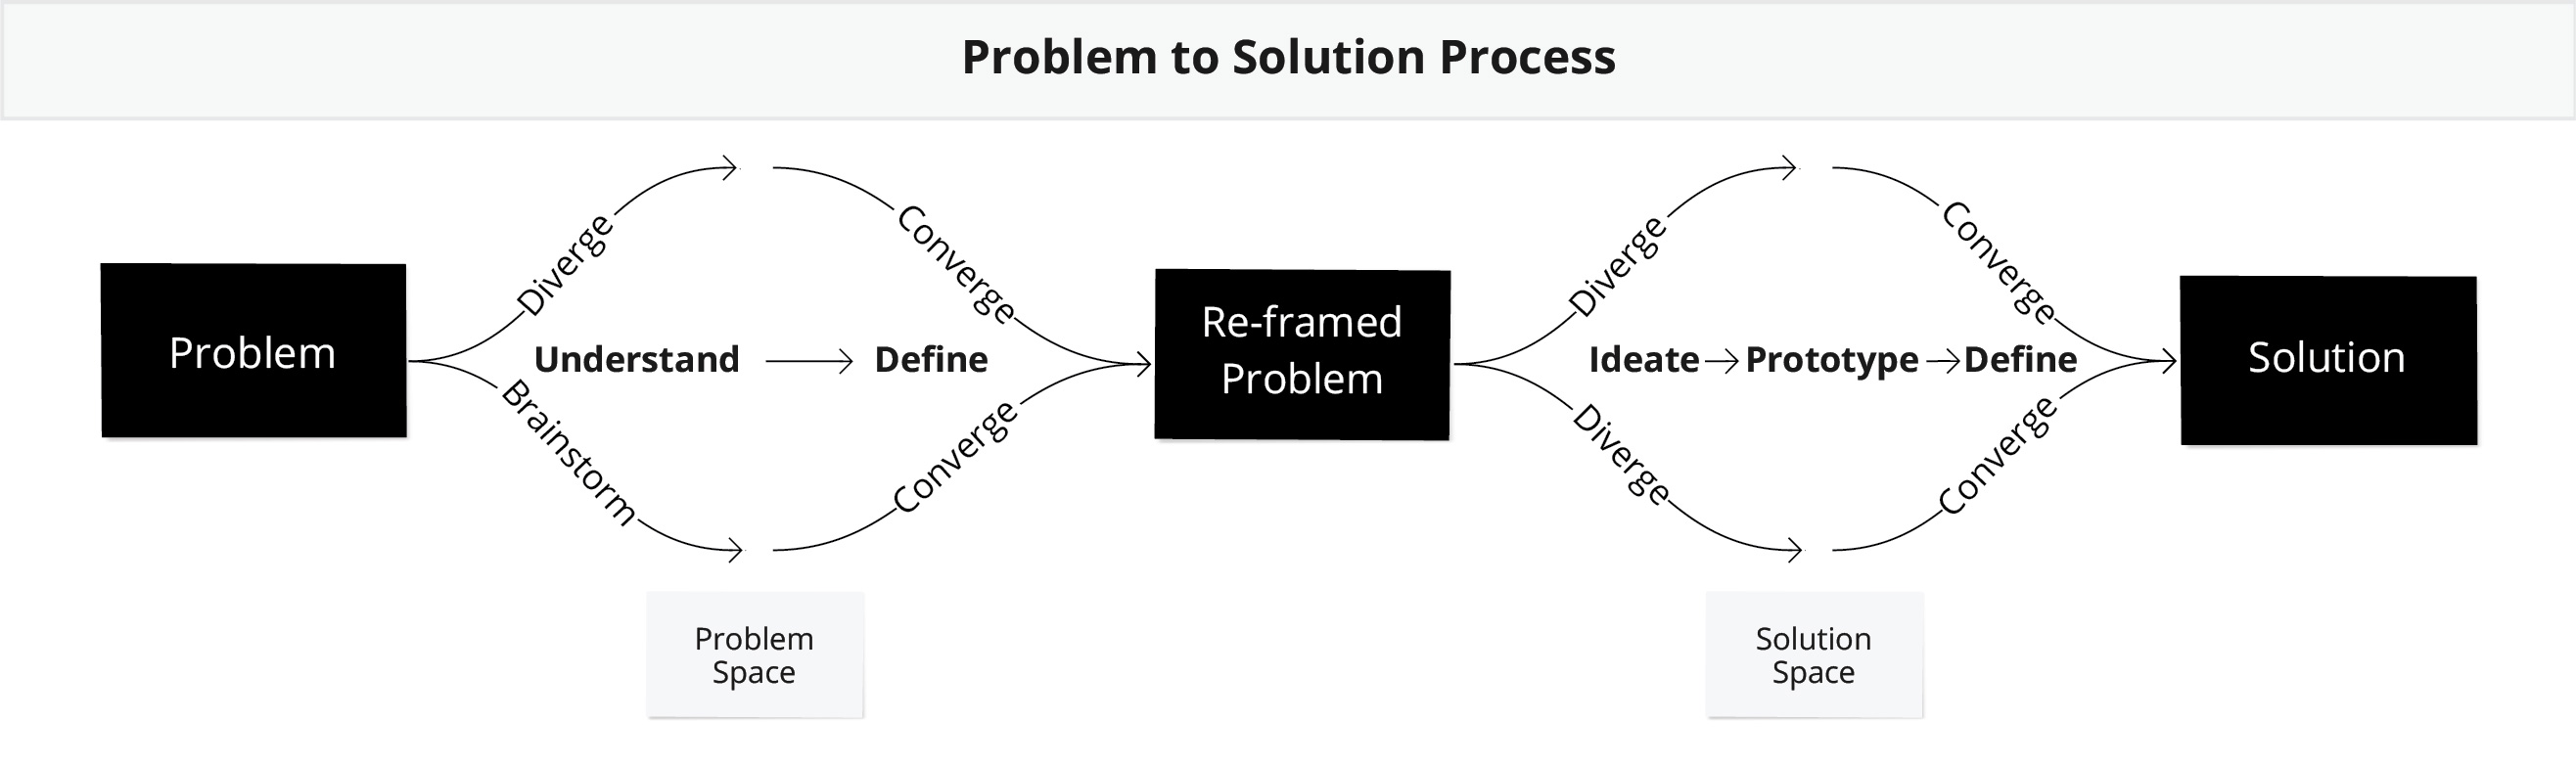 Problem to Solution Process
Problem
Diverge
Brainstorm
Understand
Define
Converge
Converge
Re-framed
Problem
Diverge
Diverge
Ideate
Prototype
Define
Converge
Converge
Solution
Problem
Space
Solution
Space